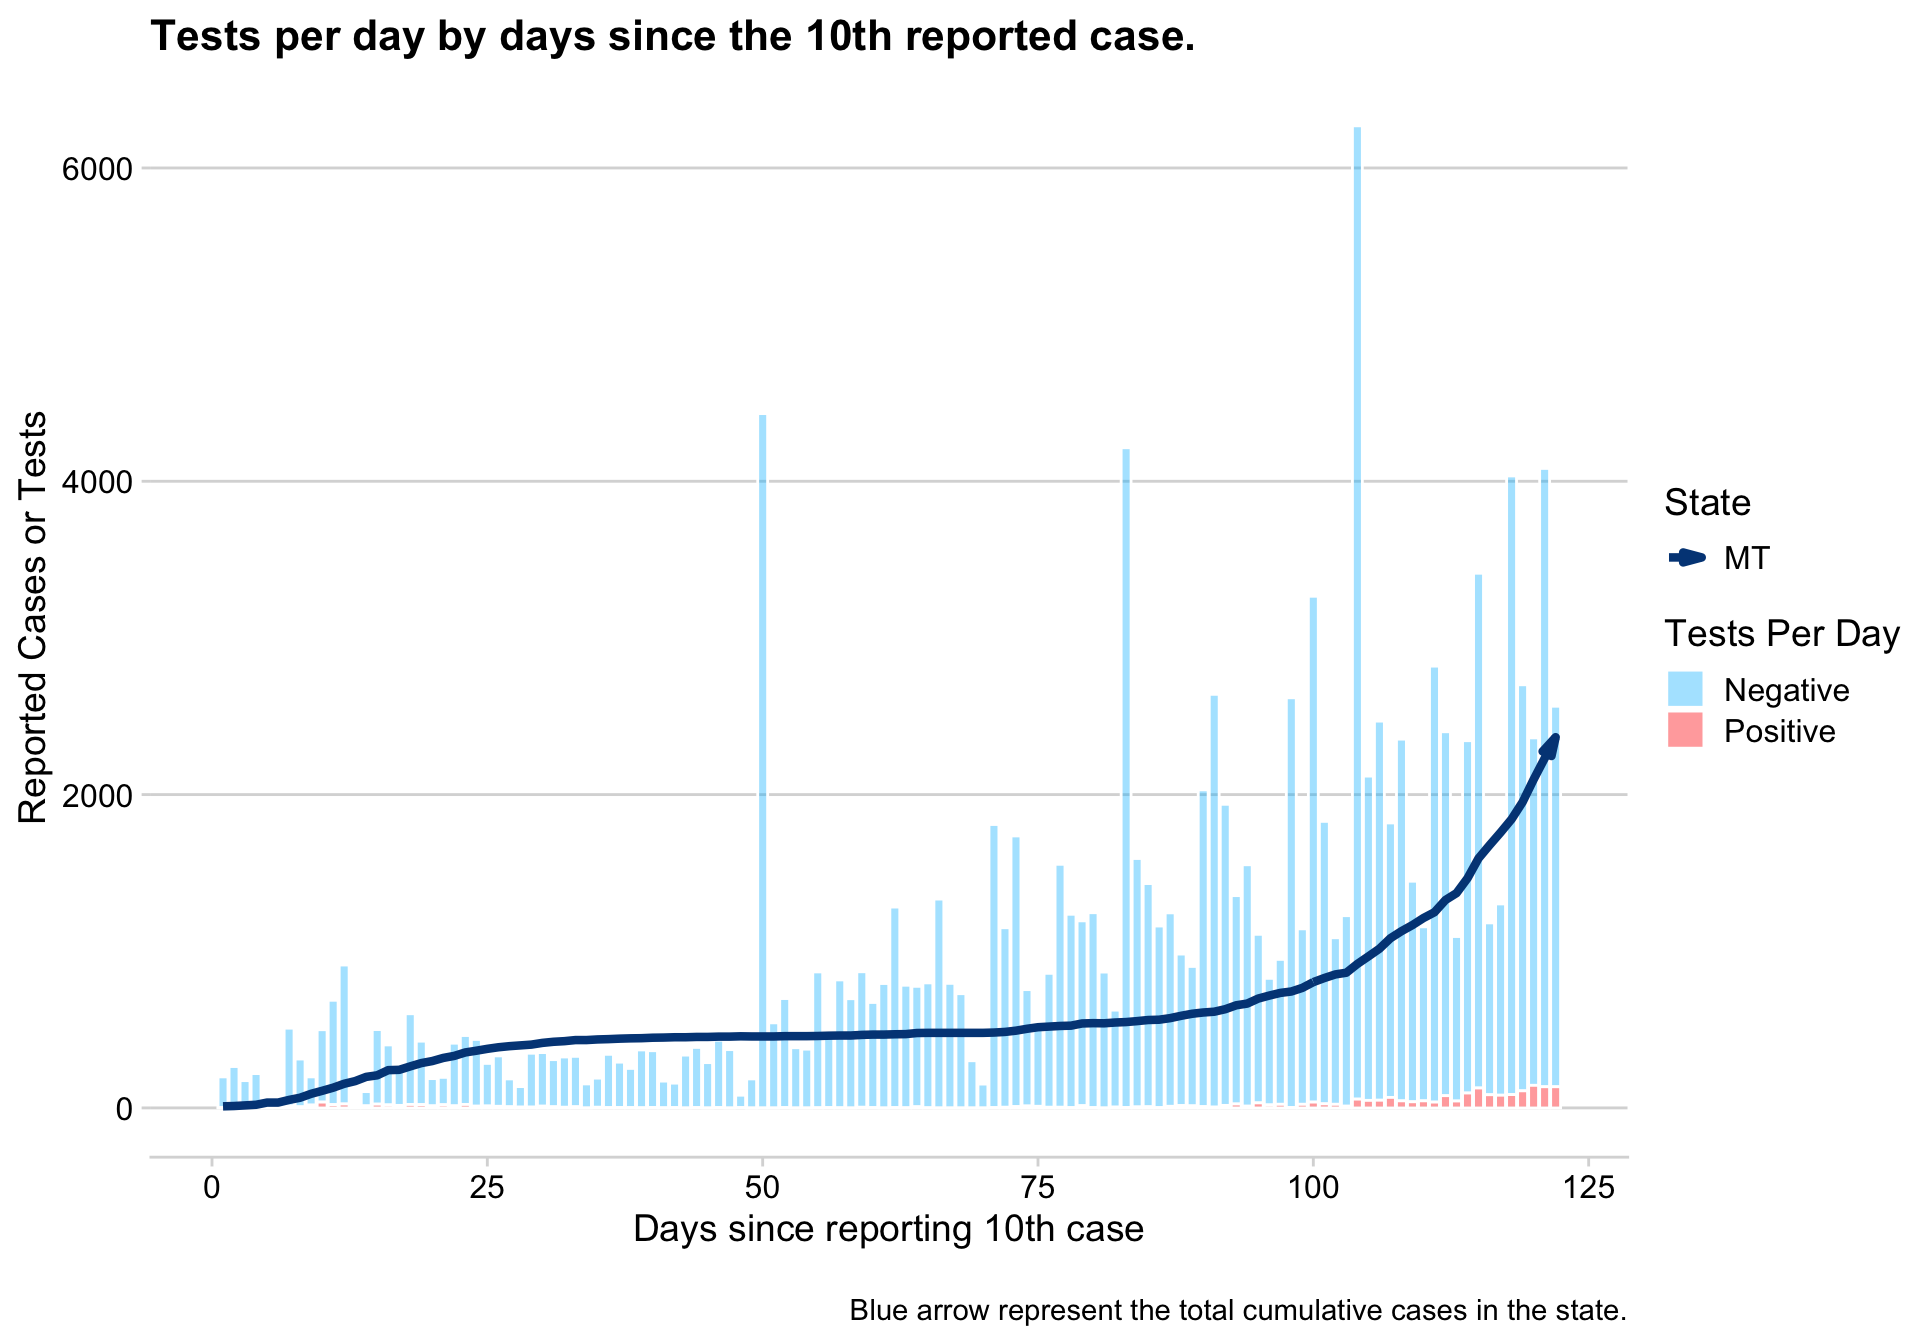 Tests per day by days since the 10th reported case.
Reported Cases or Tests
6000
4000
2000
0
0 25 50 75 100 125
Days since reporting 10th case
State
MT
Tests Per Day
Negative
Positive
Blue arrow represent the total cumulative cases in the state.